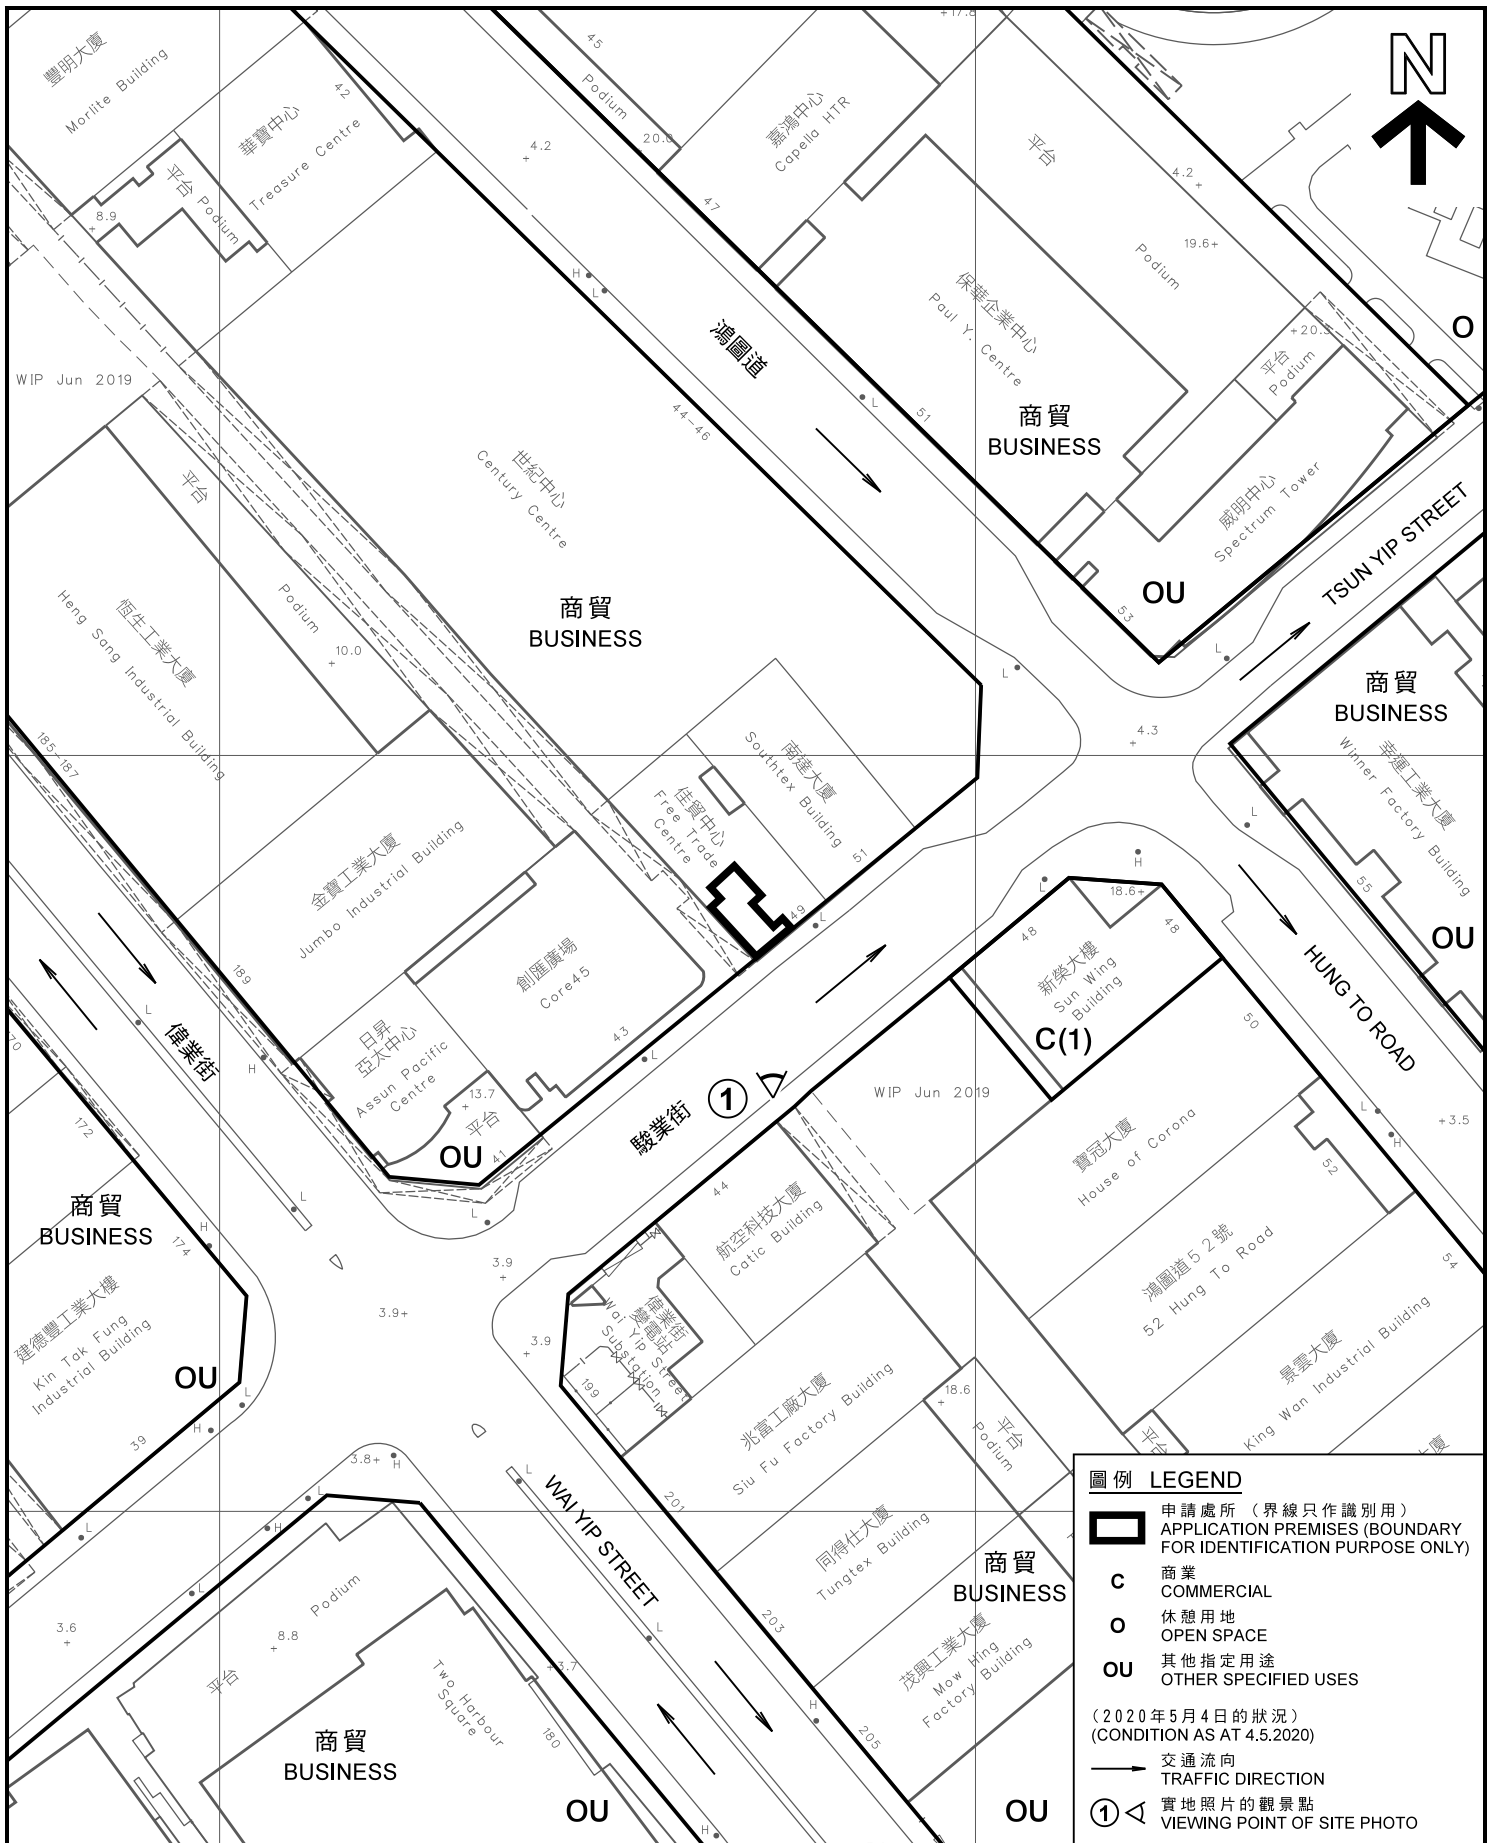 豐明大廈
Morlite Building
42
華寶中心
Treasure Centre
平台 Podium
8.9
45
Podium
20.0
+17.8
4.2
嘉鴻中心
Capella HTR
47
平台
Podium
4.2
19.6+
N
O
H
L
鴻圖道
保華企業中心
Paul Y. Centre
51
L
商貿
BUSINESS
+20.3
平台
Podium
威明中心
Spectrum Tower
TSUN YIP STREET
OU
53
WIP Jun 2019
44-46
世紀中心
Century Centre
商貿
BUSINESS
平台
Podium
10.0
恆生工業大廈
Heng Sang Industrial Building
185-187
金寶工業大廈
Jumbo Industrial Building
189
L
L
4.3
南達大廈
Southtex Building
51
佳貿中心
Free Trade
Centre
49
L
商貿
BUSINESS
幸運工業大廈
Winner Factory Building
55
OU
L
H
L
18.6+
48
48
新榮大樓
Sun Wing
Building
C(1)
HUNG TO ROAD
50
創匯廣場
Core45
43
L
日昇
亞太中心
Assun Pacific
Centre
13.7
平台
OU
41
L
偉業街
L
H
駿業街
1
WIP Jun 2019
寶冠大廈
House of Corona
L
H
+3.5
52
鴻圖道52號
52 Hung To Road
54
景雲大廈
King Wan Industrial Building
170
172
商貿
BUSINESS
174
H
L
建德豐工業大樓
Kin Tak Fung
Industrial Building
OU
39
L
H
3.9
3.9+
3.9
44
航空科技大廈
Catic Building
偉業街
變電站
Wai Yip Street
Substation
199
兆富工廠大廈
Siu Fu Factory Building
18.6
平台
Podium
平台
大廈
201
同得仕大廈
Tungtex Building
203
商貿
BUSINESS
茂興工業大廈
Mow Hing
Factory Building
205
OU
3.8+
H
L
WAI YIP STREET
L
H
L
L
3.6
Podium
8.8
平台
Two Harbour
Square
+3.7
180
L
H
H
商貿
BUSINESS
OU
圖例 LEGEND
申請處所（界線只作識別用）
APPLICATION PREMISES (BOUNDARY
FOR IDENTIFICATION PURPOSE ONLY)
C 商業
COMMERCIAL
O 休憩用地
OPEN SPACE
OU 其他指定用途
OTHER SPECIFIED USES
（2020年5月4日的狀況）
(CONDITION AS AT 4.5.2020)
交通流向
TRAFFIC DIRECTION
1 實地照片的觀景點
VIEWING POINT OF SITE PHOTO